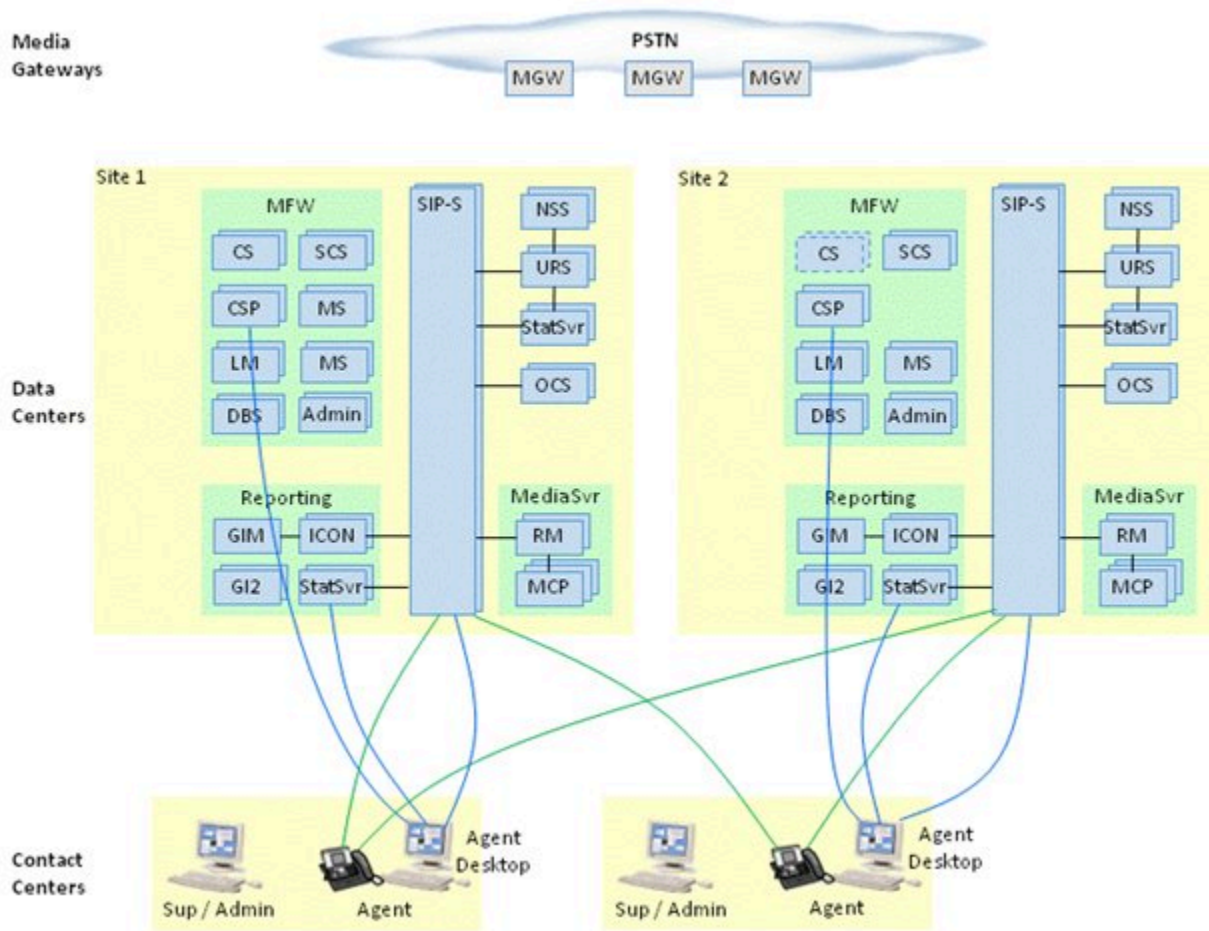 Media
Gateways
PSTN
MGW
MGW
MGW
Data
Centers
Site 1
MFW
CS
SCS
CSP
MS
LM
MS
DBS
Admin
SIP-S
NSS
URS
StatSvr
OCS
Reporting
GIM
ICON
GI2
StatSvr
MediaSvr
RM
MCP
Site 2
MFW
CS
SCS
CSP
LM
MS
DBS
Admin
SIP-S
NSS
URS
StatSvr
OCS
Reporting
GIM
ICON
GI2
StatSvr
MediaSvr
RM
MCP
Contact
Centers
Sup / Admin
Agent
Agent
Desktop
Sup / Admin
Agent
Agent
Desktop